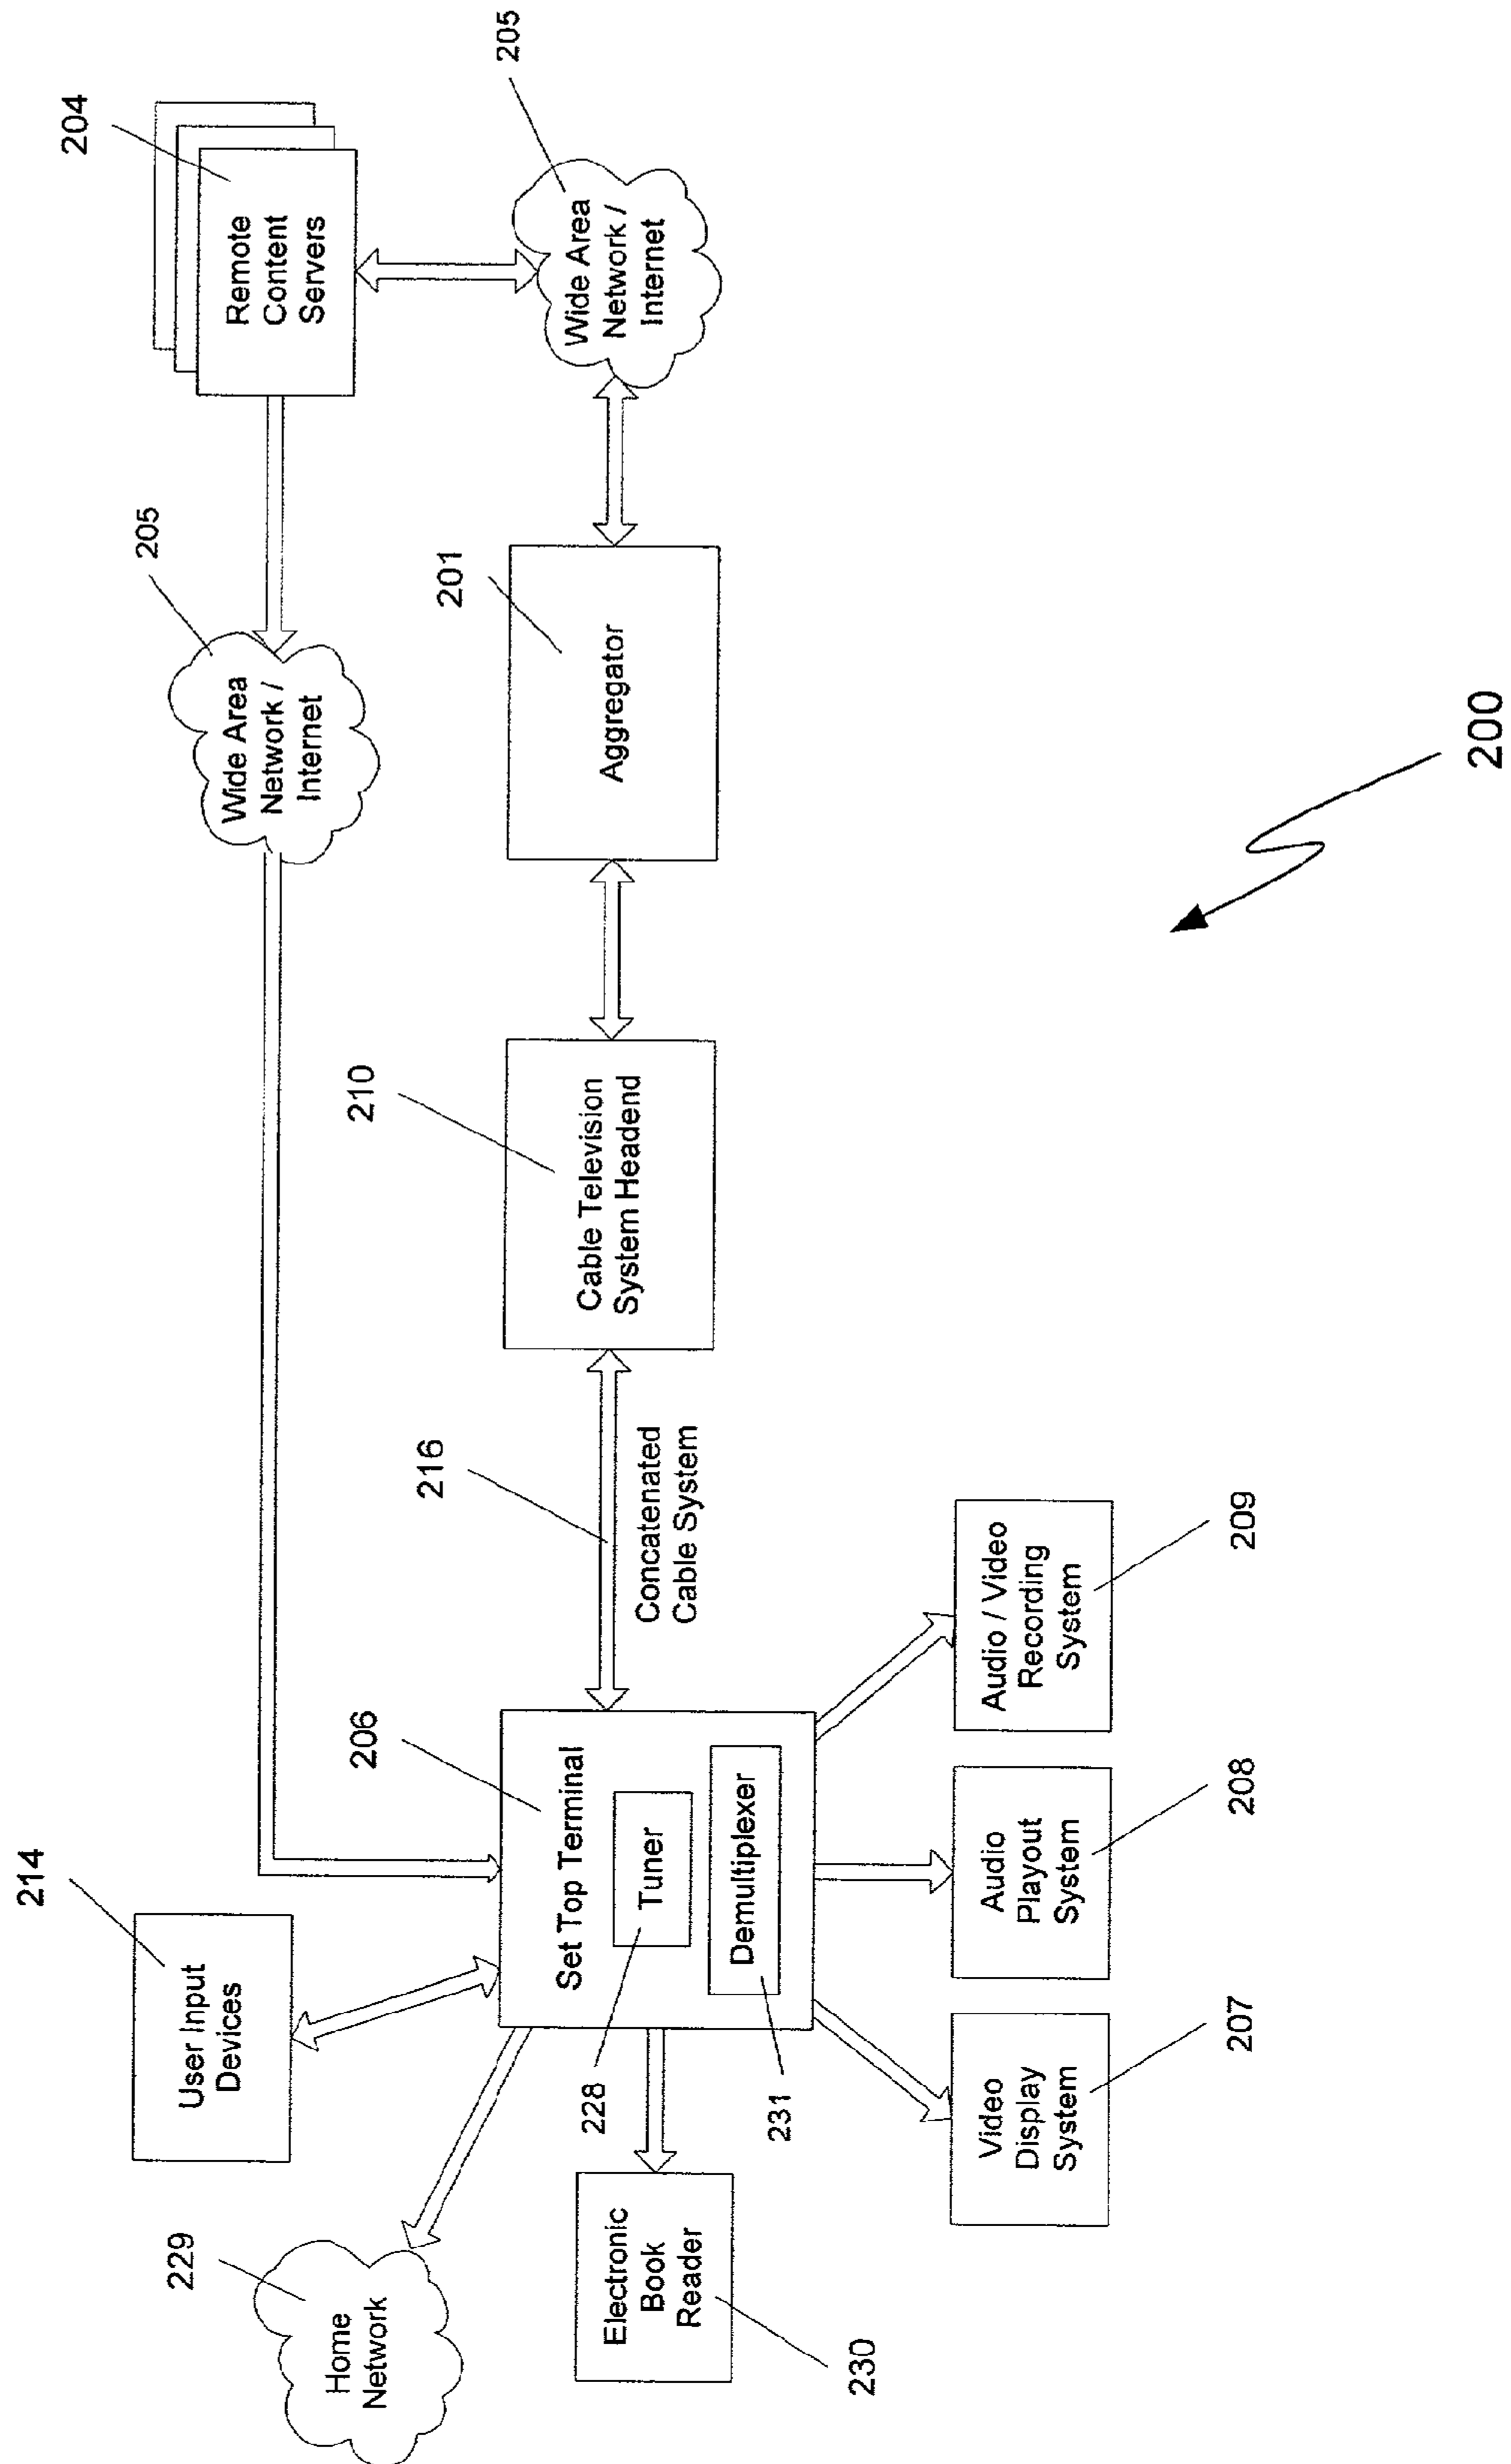 229
Home
Network
214
User Input
Devices
205
Wide Area
Network /
Internet
204
Remote
Content
Servers
205
Wide Area
Network /
Internet
230
Electronic
Book
Reader
206
Set Top Terminal
228
Tuner
231
Demultiplexer
216
Concatenated
Cable System
210
Cable Television
System Headend
201
Aggregator
207
Video
Display
System
208
Audio
Playout
System
209
Audio / Video
Recording
System
200